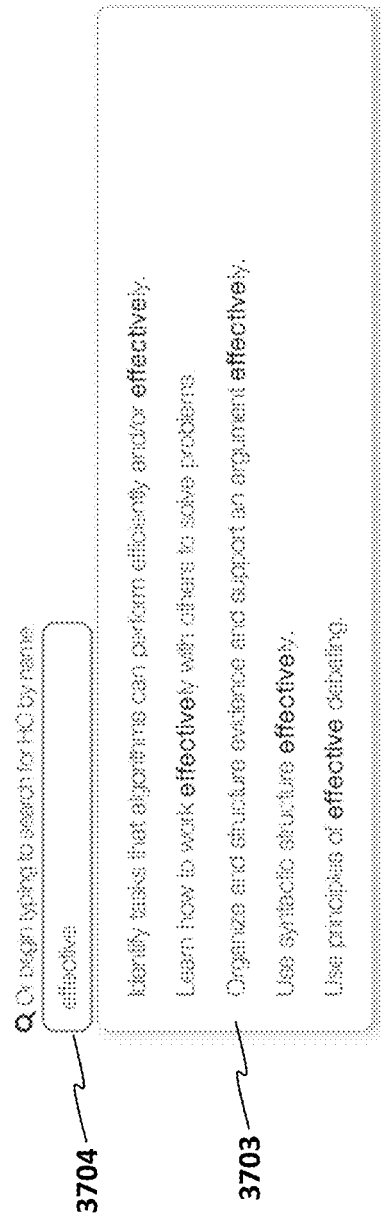 Or begin typing to search for HC by name
effective
3704
Identify tasks that algorithms can perform efficiently and/or effectively.
Learn how to work effectively with others to solve problems.
Organize and structure evidence and support an argument effectively.
3703
Use syntactic structure effectively.
Use principles of effective debating.